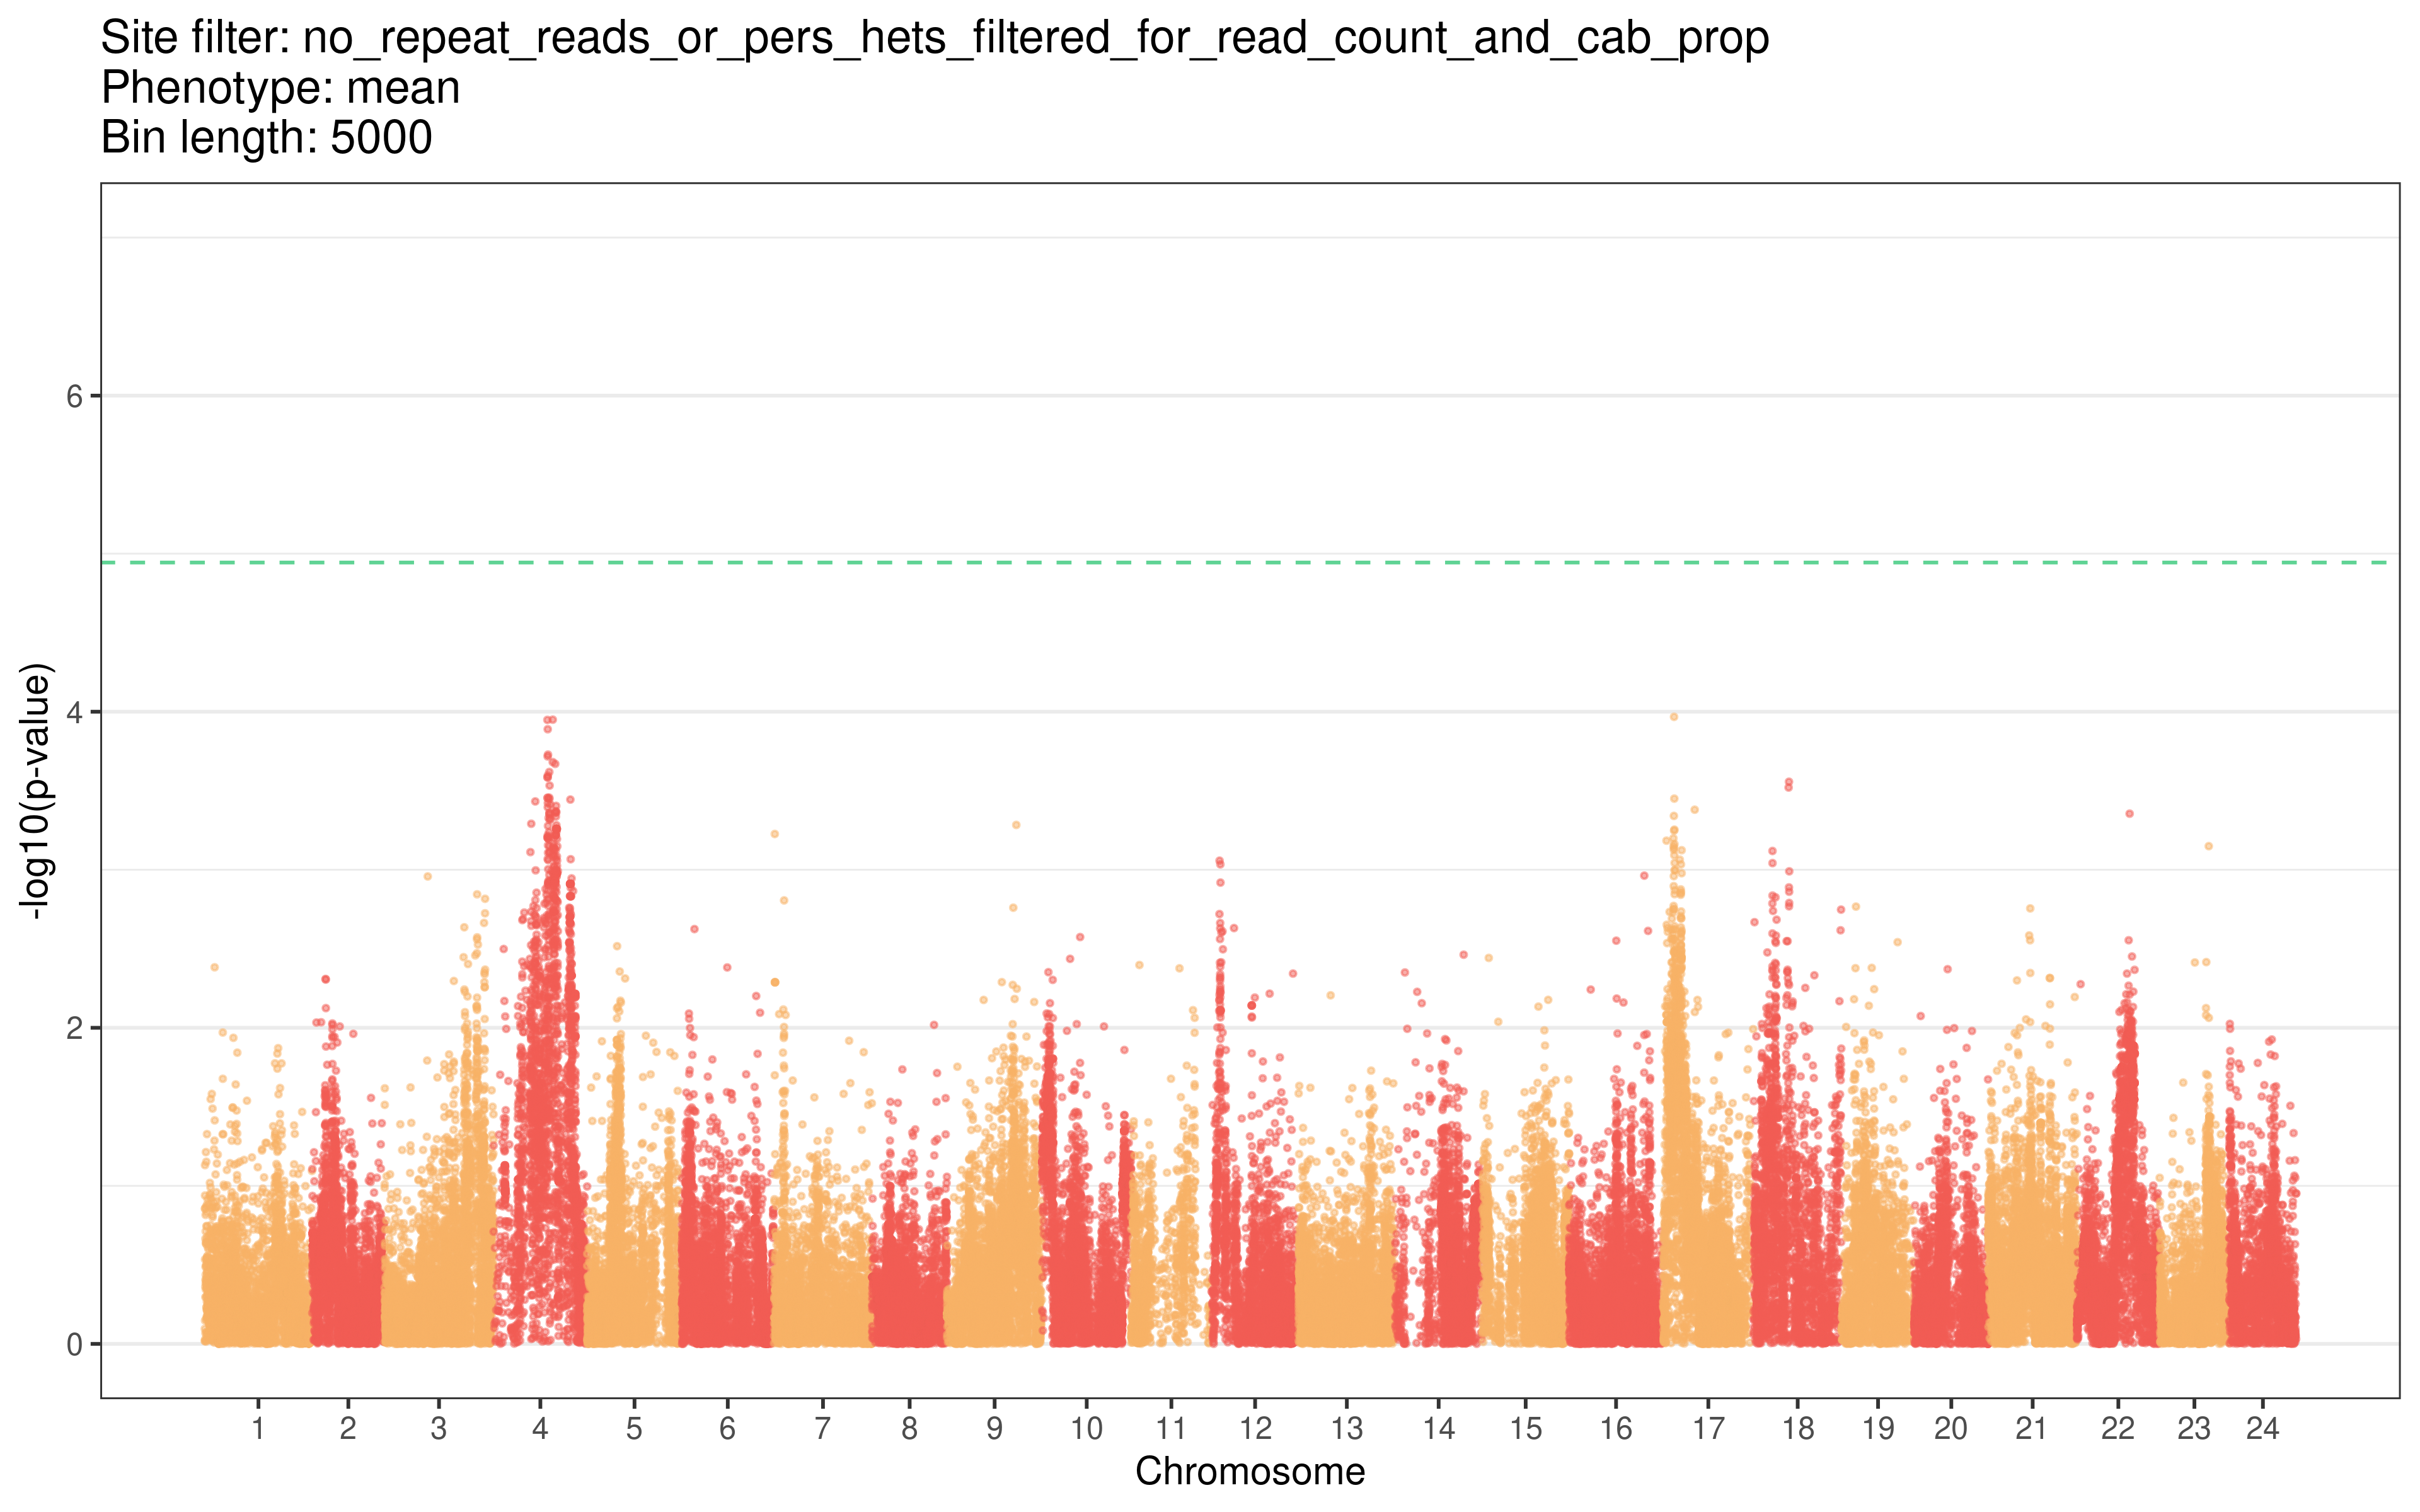 Site filter: no_repeat_reads_or_pers_hets_filtered_for_read_count_and_cab_prop
Phenotype: mean
Bin length: 5000
-log10(p-value)
6
4
2
0
1 2 3 4 5 6 7 8 9 10 11 12 13 14 15 16 17 18 19 20 21 22 23 24
Chromosome